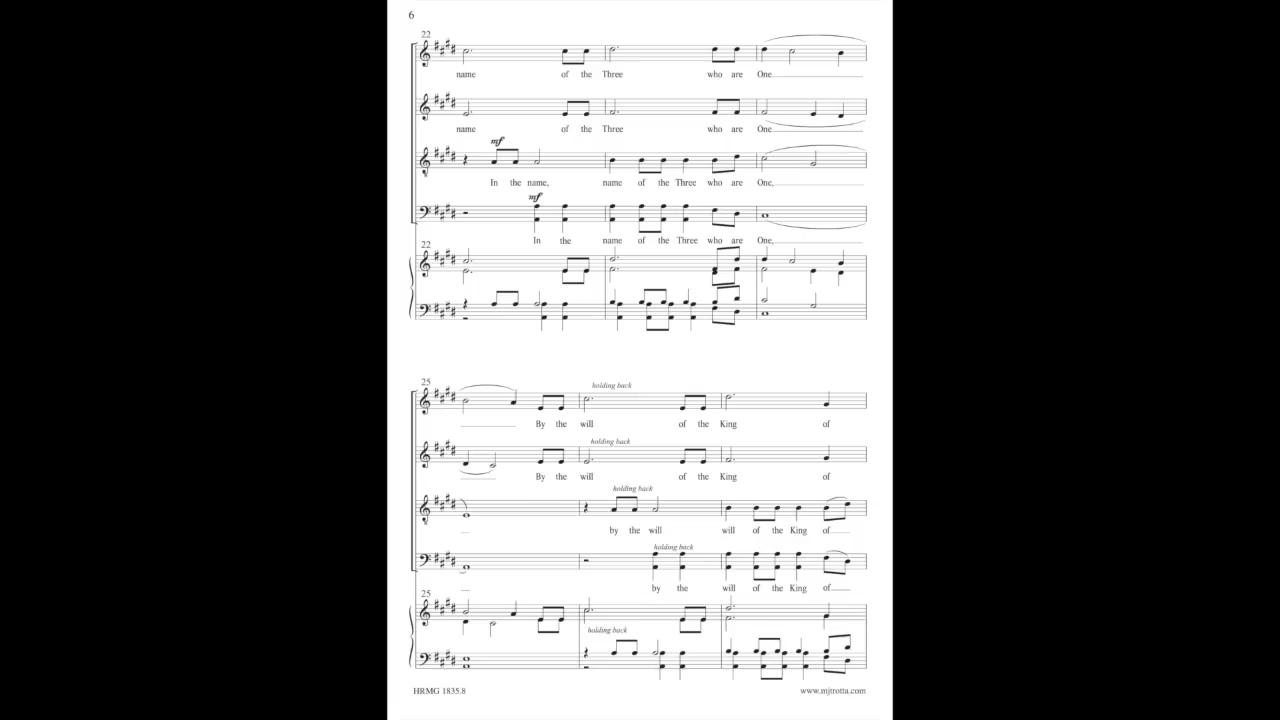 6
22
name of the Three who are One
name of the Three who are One
mf
In the name, name of the Three who are One,
mf
In the name of the Three who are One,
22
25
holding back
By the will of the King of
holding back
By the will of the King of
holding back
by the will will of the King of
holding back
by the will of the King of
25
holding back
HRMG 1835.8 www.mjtrotta.com